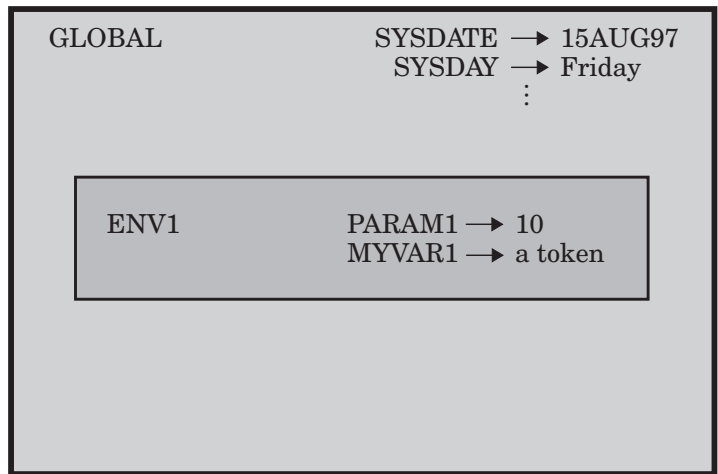 GLOBAL SYSDATE → 15AUG97
SYSDAY → Friday
⋮
ENV1 PARAM1 → 10
MYVAR1 → a token